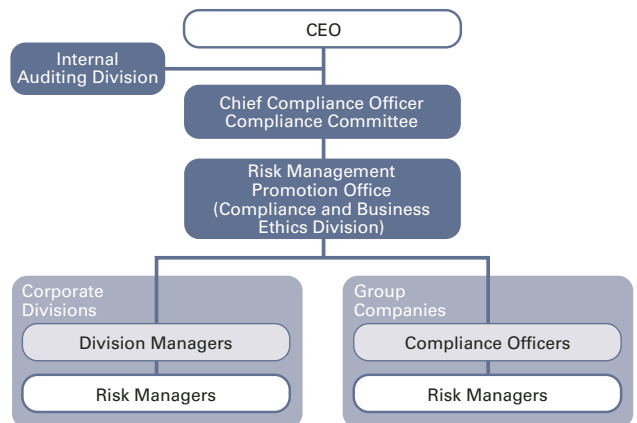 CEO
Internal
Auditing Division
Chief Compliance Officer
Compliance Committee
Risk Management
Promotion Office
(Compliance and Business
Ethics Division)
Corporate
Divisions
Division Managers
Risk Managers
Group
Companies
Compliance Officers
Risk Managers